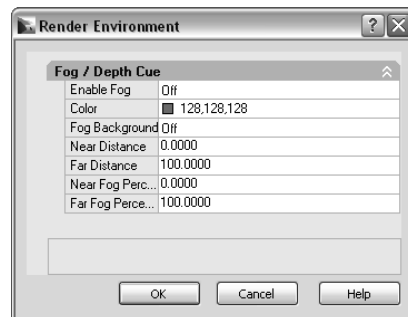 Render Environment
Fog / Depth Cue
Enable Fog Off
Color 128,128,128
Fog Background Off
Near Distance 0.0000
Far Distance 100.0000
Near Fog Perc... 0.0000
Far Fog Perce... 100.0000
OK Cancel Help